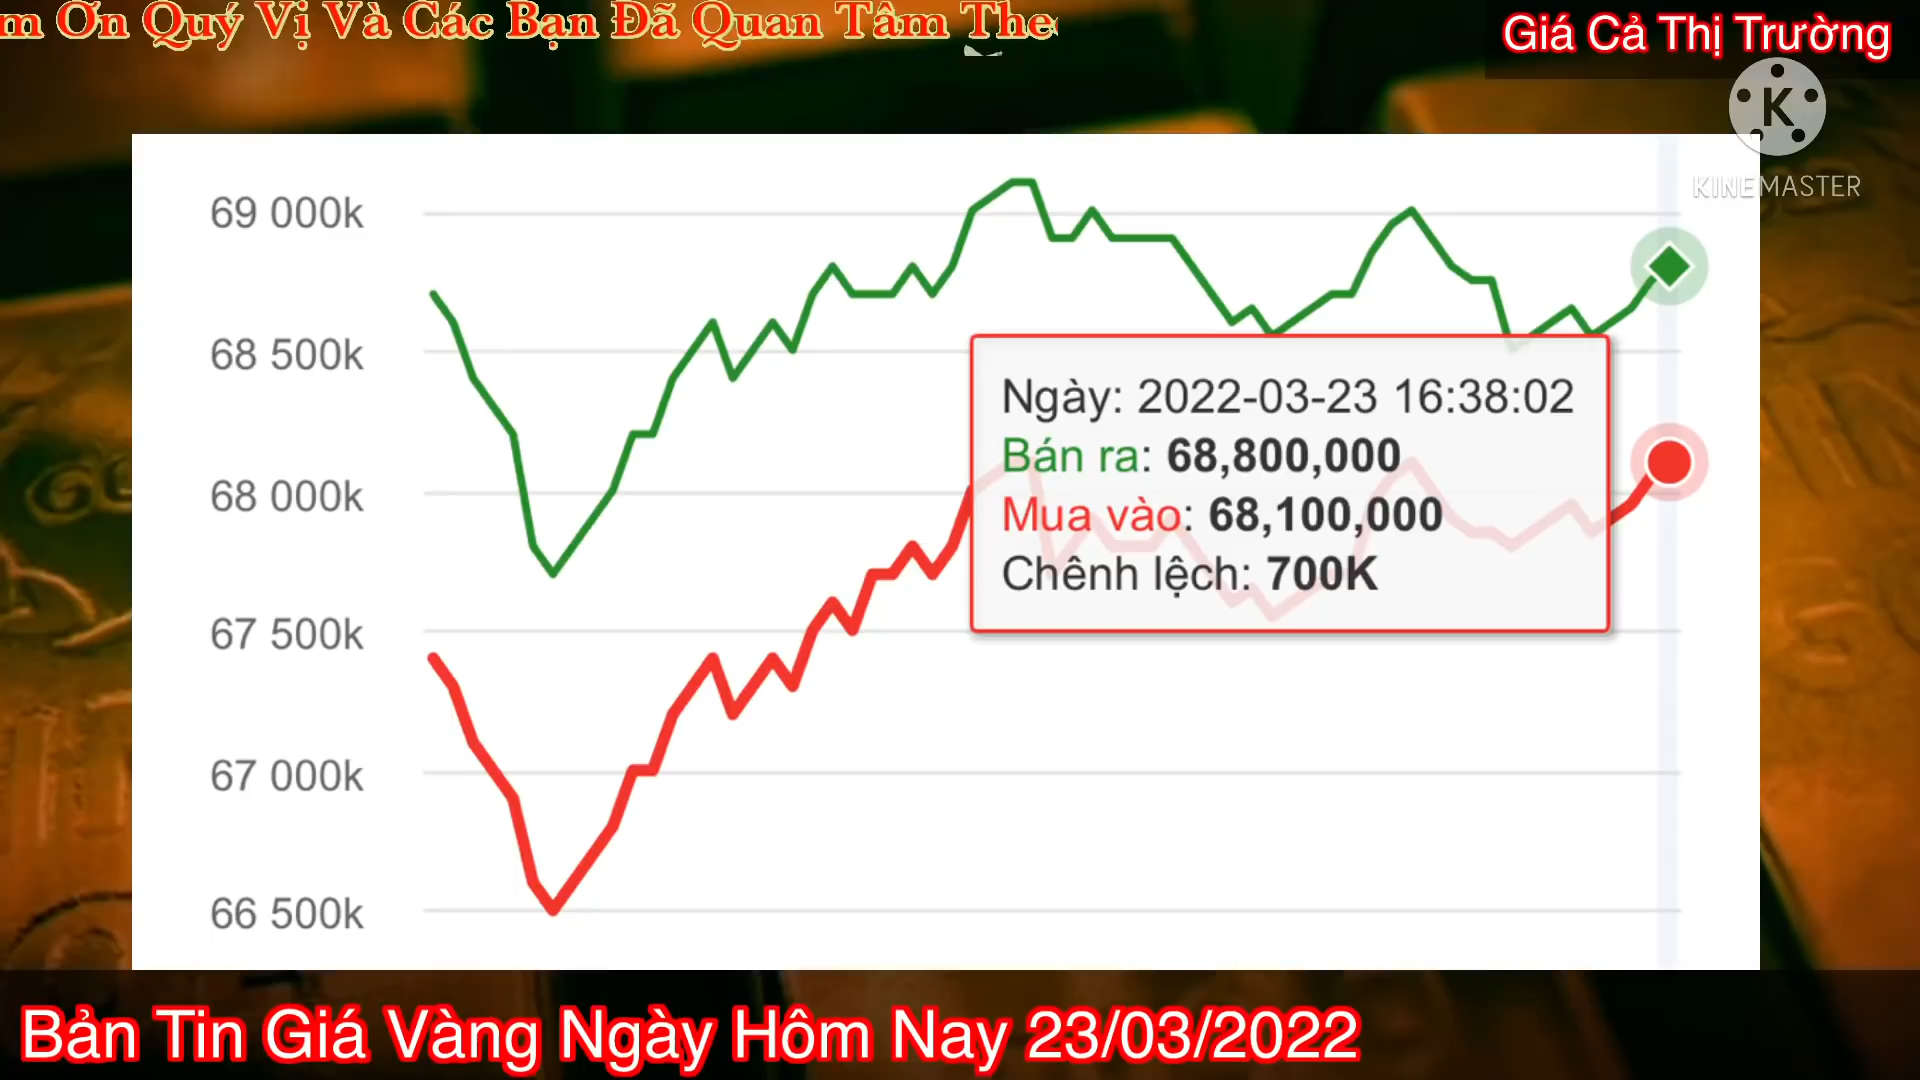 Ơn Quý Vị Và Các Bạn Đã Quan Tâm
Giá Cả Thị Trường
K
KINEMASTER
69 000k
68 500k
68 000k
67 500k
67 000k
66 500k
Ngày: 2022-03-23 16:38:02
Bán ra: 68,800,000
Mua vào: 68,100,000
Chênh lệch: 700K
Bản Tin Giá Vàng Ngày Hôm Nay 23/03/2022